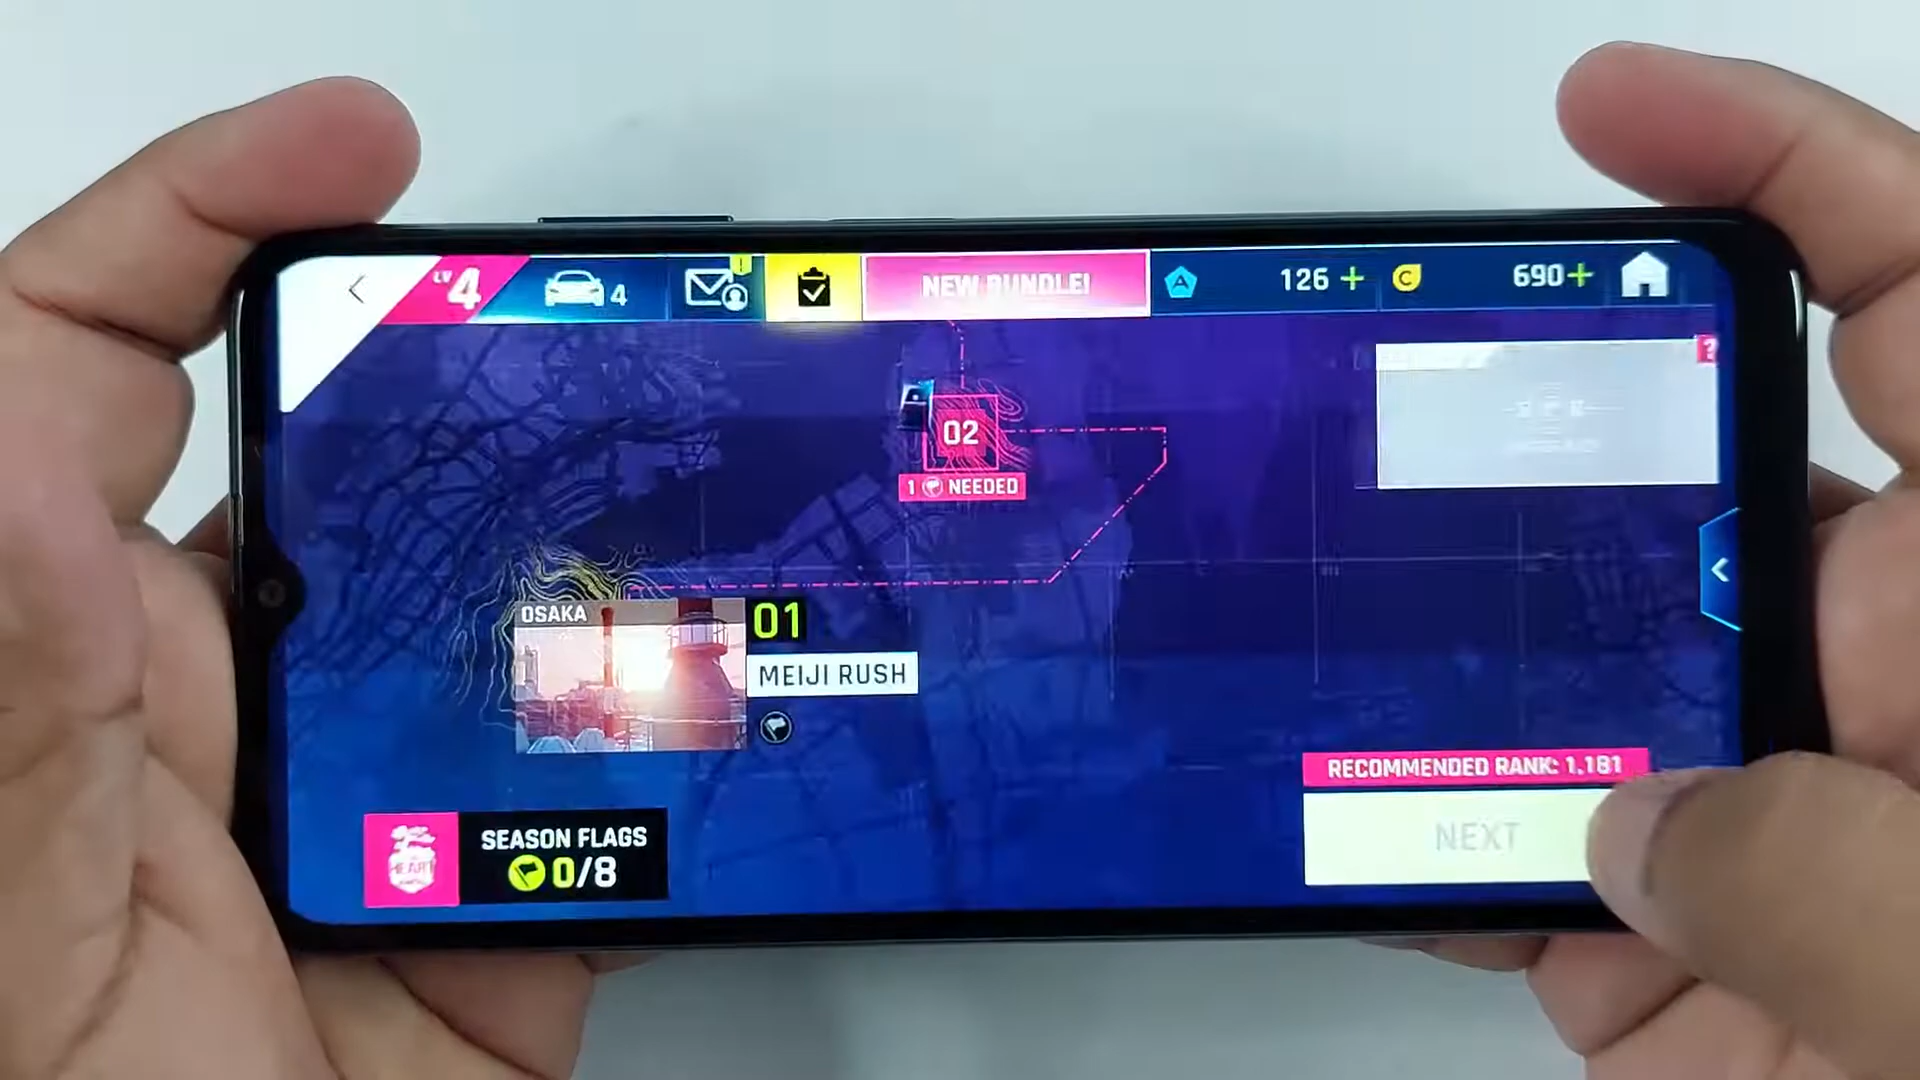 LV 4
4
!
NEW BUNDLE!
A
126 +
C
690+
?
02
1 NEEDED
OSAKA
01
MEIJI RUSH
RECOMMENDED RANK: 1,181
NEXT
HEART
SEASON FLAGS
0/8